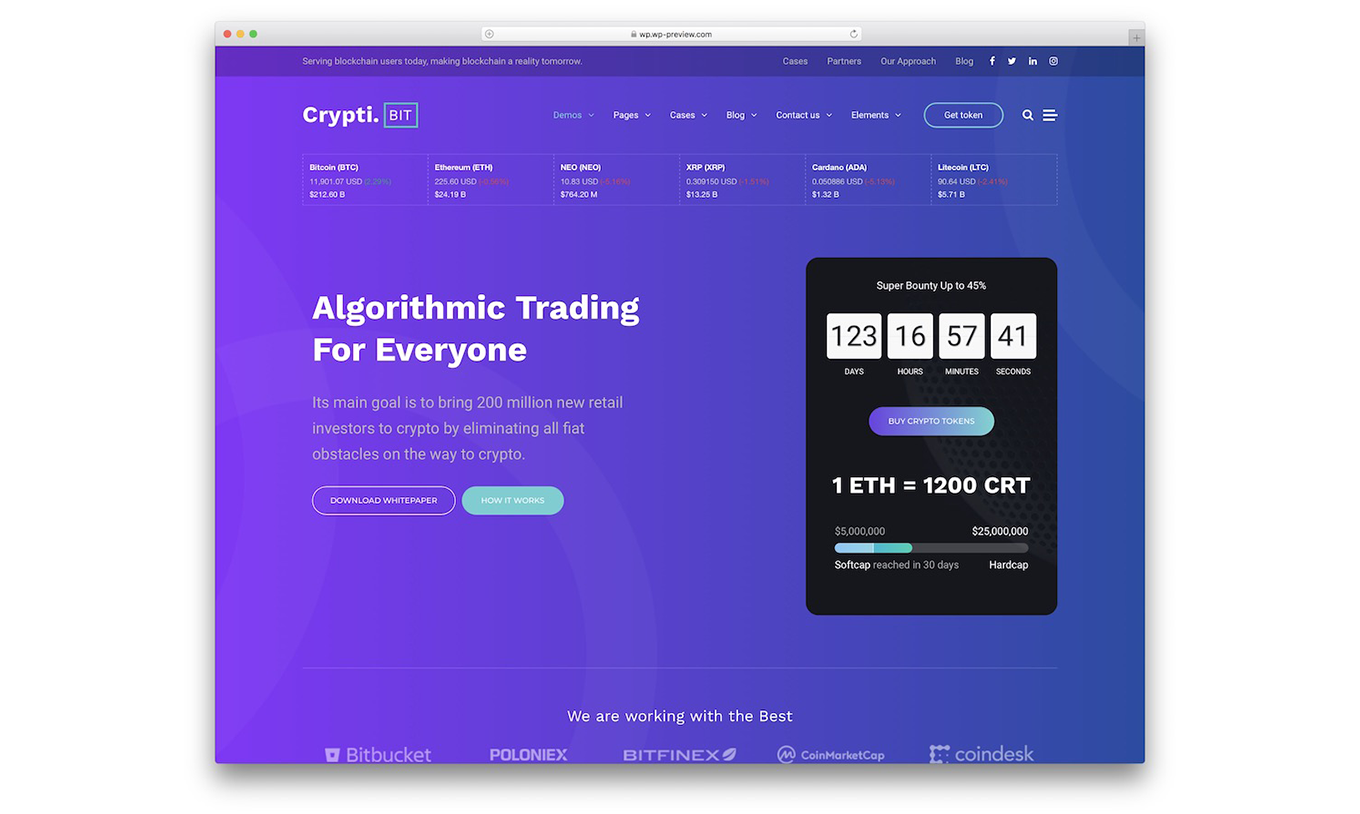 wp.wp-preview.com
Serving blockchain users today, making blockchain a reality tomorrow.
Cases Partners Our Approach Blog
Crypti. BIT
Demos Pages Cases Blog Contact us Elements Get token
Bitcoin (BTC) Ethereum (ETH) NEO (NEO) XRP (XRP) Cardano (ADA) Litecoin (LTC)
11,901.07 USD (2.29%) 225.60 USD (-0.56%) 10.83 USD (-5.16%) 0.309150 USD (-1.51%) 0.050886 USD (-5.13%) 90.64 USD (-2.41%)
$212.60 B $24.19 B $764.20 M $13.25 B $1.32 B $5.71 B
Algorithmic Trading
For Everyone
Its main goal is to bring 200 million new retail
investors to crypto by eliminating all fiat
obstacles on the way to crypto.
DOWNLOAD WHITEPAPER HOW IT WORKS
Super Bounty Up to 45%
123 16 57 41
DAYS HOURS MINUTES SECONDS
BUY CRYPTO TOKENS
1 ETH = 1200 CRT
$5,000,000 $25,000,000
Softcap reached in 30 days Hardcap
We are working with the Best
Bitbucket POLONIEX BITFINEX CoinMarketCap coindesk